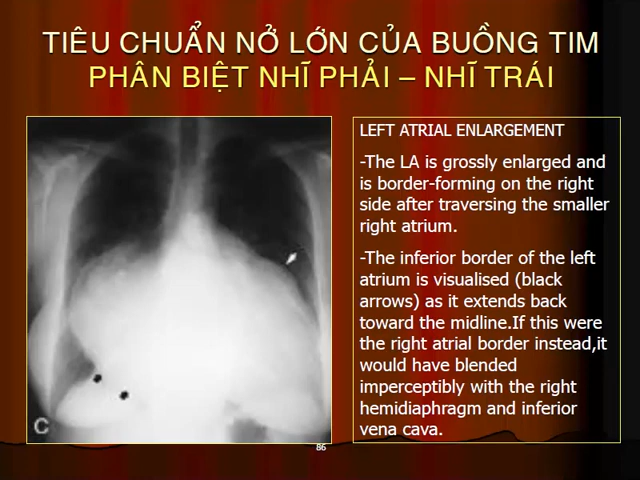 TIÊU CHUẨN NỞ LỚN CỦA BUỒNG TIM
PHÂN BIỆT NHĨ PHẢI – NHĨ TRÁI
LEFT ATRIAL ENLARGEMENT
-The LA is grossly enlarged and
is border-forming on the right
side after traversing the smaller
right atrium.
-The inferior border of the left
atrium is visualised (black
arrows) as it extends back
toward the midline.If this were
the right atrial border instead,it
would have blended
imperceptibly with the right
hemidiaphragm and inferior
vena cava.
C
86